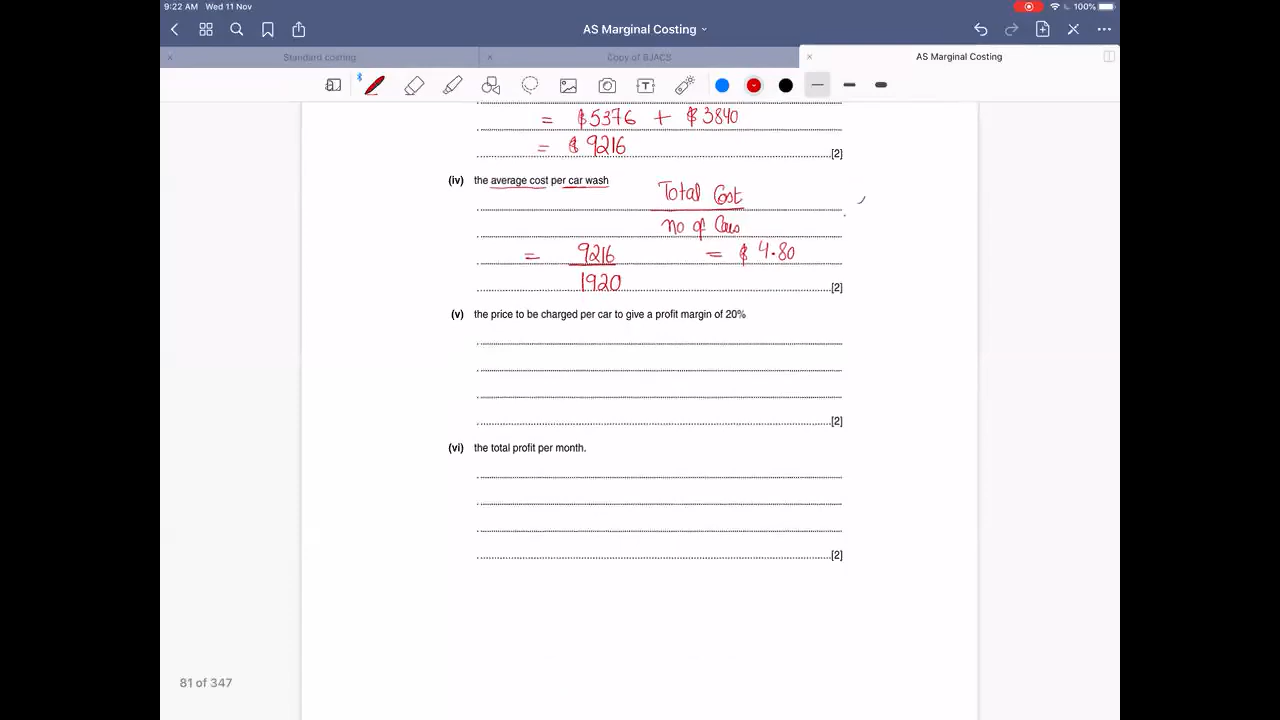 9:22 AM Wed 11 Nov
100%
AS Marginal Costing
Standard costing
Copy of BJACS
AS Marginal Costing
= $5376 + $3840
= $9216
[2]
(iv) the average cost per car wash
Total Cost
no of Cars
= 9216 = $4.80
1920
[2]
(v) the price to be charged per car to give a profit margin of 20%
[2]
(vi) the total profit per month.
[2]
81 of 347